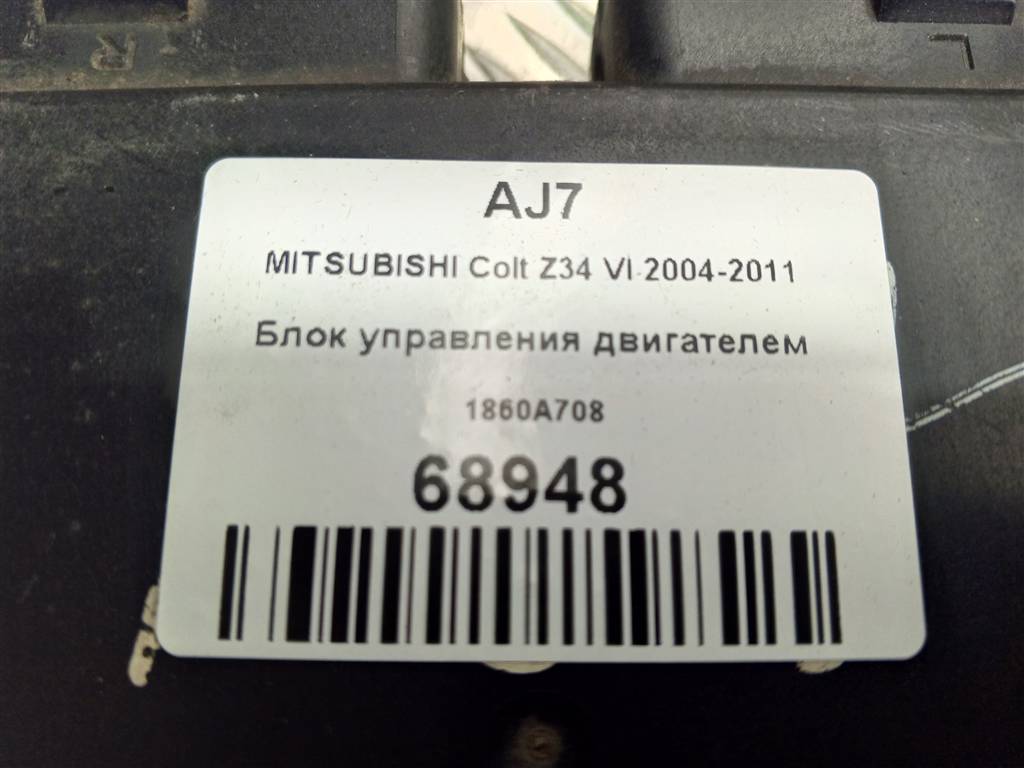 R L
AJ7
MITSUBISHI Colt Z34 VI 2004-2011
Блок управления двигателем
1860A708
68948